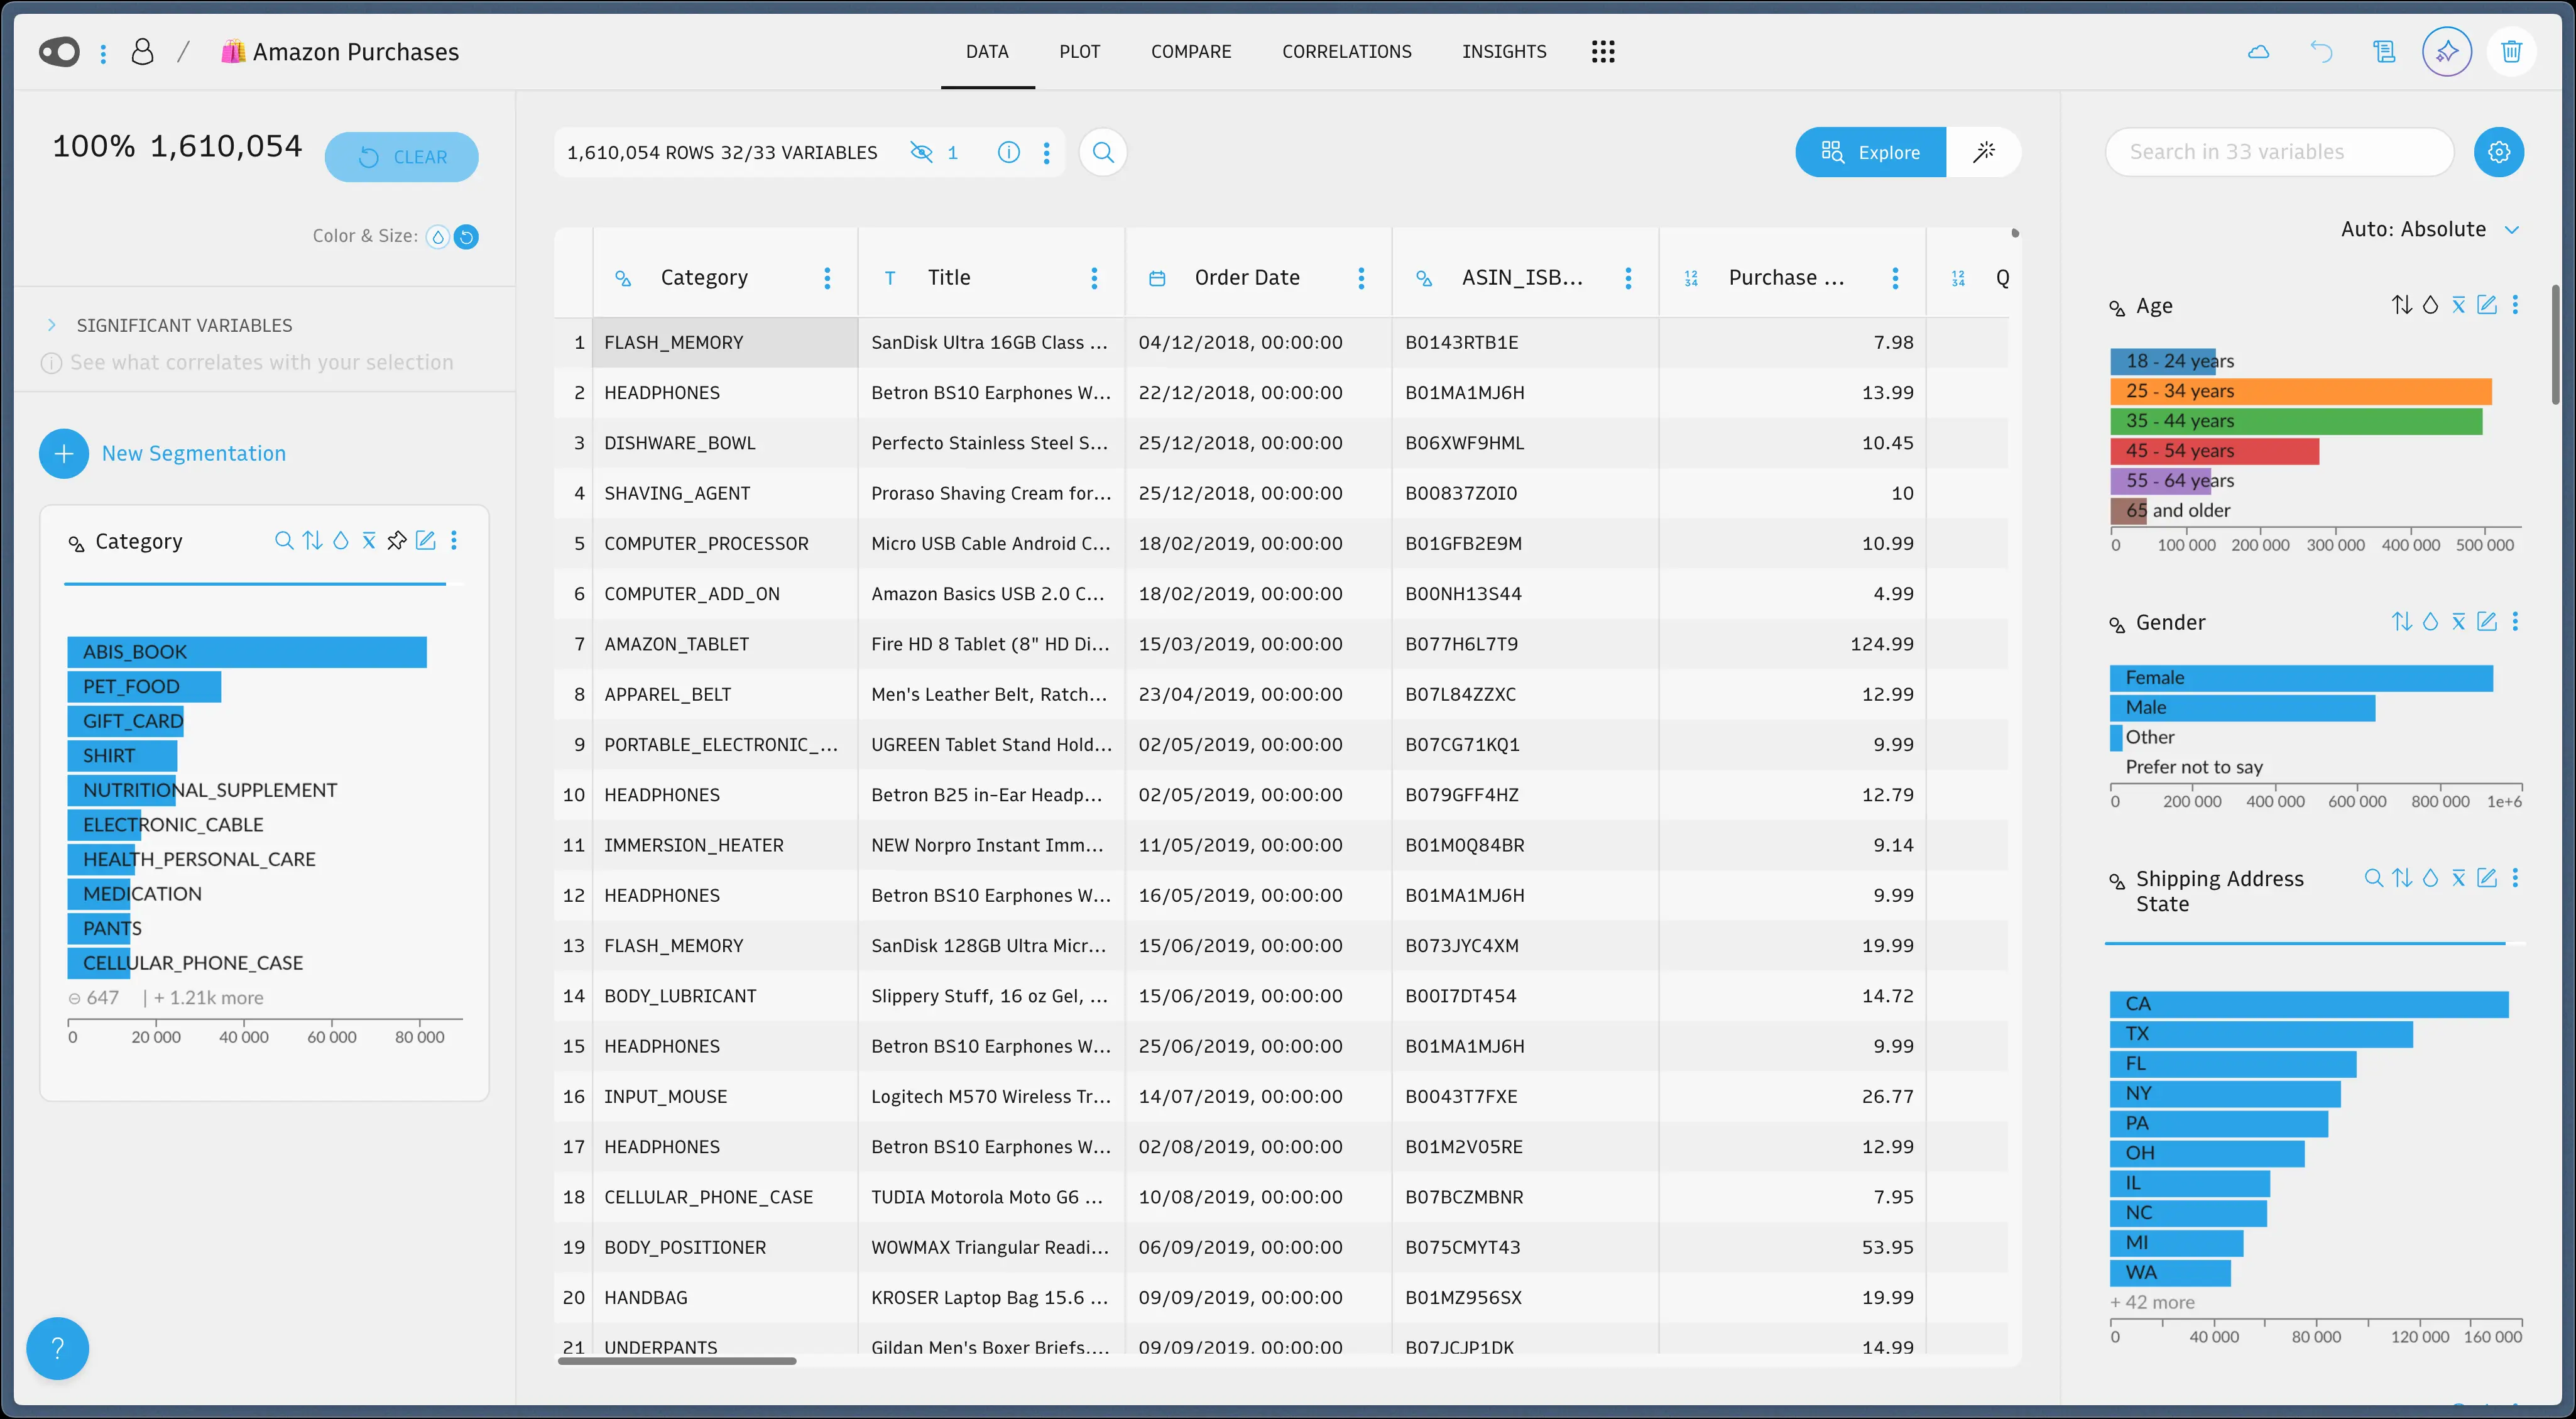 / Amazon Purchases
DATA PLOT COMPARE CORRELATIONS INSIGHTS
100% 1,610,054 CLEAR
Color & Size:
SIGNIFICANT VARIABLES
See what correlates with your selection
New Segmentation
Category
ABIS_BOOK
PET_FOOD
GIFT_CARD
SHIRT
NUTRITIONAL_SUPPLEMENT
ELECTRONIC_CABLE
HEALTH_PERSONAL_CARE
MEDICATION
PANTS
CELLULAR_PHONE_CASE
647 | + 1.21k more
0 20 000 40 000 60 000 80 000
?
1,610,054 ROWS 32/33 VARIABLES 1
Explore
Category T Title Order Date ASIN_ISB... 12 34 Purchase ... 12 34 Q
1 FLASH_MEMORY SanDisk Ultra 16GB Class ... 04/12/2018, 00:00:00 B0143RTB1E 7.98
2 HEADPHONES Betron BS10 Earphones W... 22/12/2018, 00:00:00 B01MA1MJ6H 13.99
3 DISHWARE_BOWL Perfecto Stainless Steel S... 25/12/2018, 00:00:00 B06XWF9HML 10.45
4 SHAVING_AGENT Proraso Shaving Cream for... 25/12/2018, 00:00:00 B00837ZOI0 10
5 COMPUTER_PROCESSOR Micro USB Cable Android C... 18/02/2019, 00:00:00 B01GFB2E9M 10.99
6 COMPUTER_ADD_ON Amazon Basics USB 2.0 C... 18/02/2019, 00:00:00 B00NH13S44 4.99
7 AMAZON_TABLET Fire HD 8 Tablet (8" HD Di... 15/03/2019, 00:00:00 B077H6L7T9 124.99
8 APPAREL_BELT Men's Leather Belt, Ratch... 23/04/2019, 00:00:00 B07L84ZZXC 12.99
9 PORTABLE_ELECTRONIC_... UGREEN Tablet Stand Hold... 02/05/2019, 00:00:00 B07CG71KQ1 9.99
10 HEADPHONES Betron B25 in-Ear Headp... 02/05/2019, 00:00:00 B079GFF4HZ 12.79
11 IMMERSION_HEATER NEW Norpro Instant Imm... 11/05/2019, 00:00:00 B01M0Q84BR 9.14
12 HEADPHONES Betron BS10 Earphones W... 16/05/2019, 00:00:00 B01MA1MJ6H 9.99
13 FLASH_MEMORY SanDisk 128GB Ultra Micr... 15/06/2019, 00:00:00 B073JYC4XM 19.99
14 BODY_LUBRICANT Slippery Stuff, 16 oz Gel, ... 15/06/2019, 00:00:00 B00I7DT454 14.72
15 HEADPHONES Betron BS10 Earphones W... 25/06/2019, 00:00:00 B01MA1MJ6H 9.99
16 INPUT_MOUSE Logitech M570 Wireless Tr... 14/07/2019, 00:00:00 B0043T7FXE 26.77
17 HEADPHONES Betron BS10 Earphones W... 02/08/2019, 00:00:00 B01M2V05RE 12.99
18 CELLULAR_PHONE_CASE TUDIA Motorola Moto G6 ... 10/08/2019, 00:00:00 B07BCZMBNR 7.95
19 BODY_POSITIONER WOWMAX Triangular Readi... 06/09/2019, 00:00:00 B075CMYT43 53.95
20 HANDBAG KROSER Laptop Bag 15.6 ... 09/09/2019, 00:00:00 B01MZ956SX 19.99
21 UNDERPANTS Gildan Men's Boxer Briefs,... 09/09/2019, 00:00:00 B07JCJP1DK 14.99
Search in 33 variables
Auto: Absolute
Age
18 - 24 years
25 - 34 years
35 - 44 years
45 - 54 years
55 - 64 years
65 and older
0 100 000 200 000 300 000 400 000 500 000
Gender
Female
Male
Other
Prefer not to say
0 200 000 400 000 600 000 800 000 1e+6
Shipping Address
State
CA
TX
FL
NY
PA
OH
IL
NC
MI
WA
+ 42 more
0 40 000 80 000 120 000 160 000